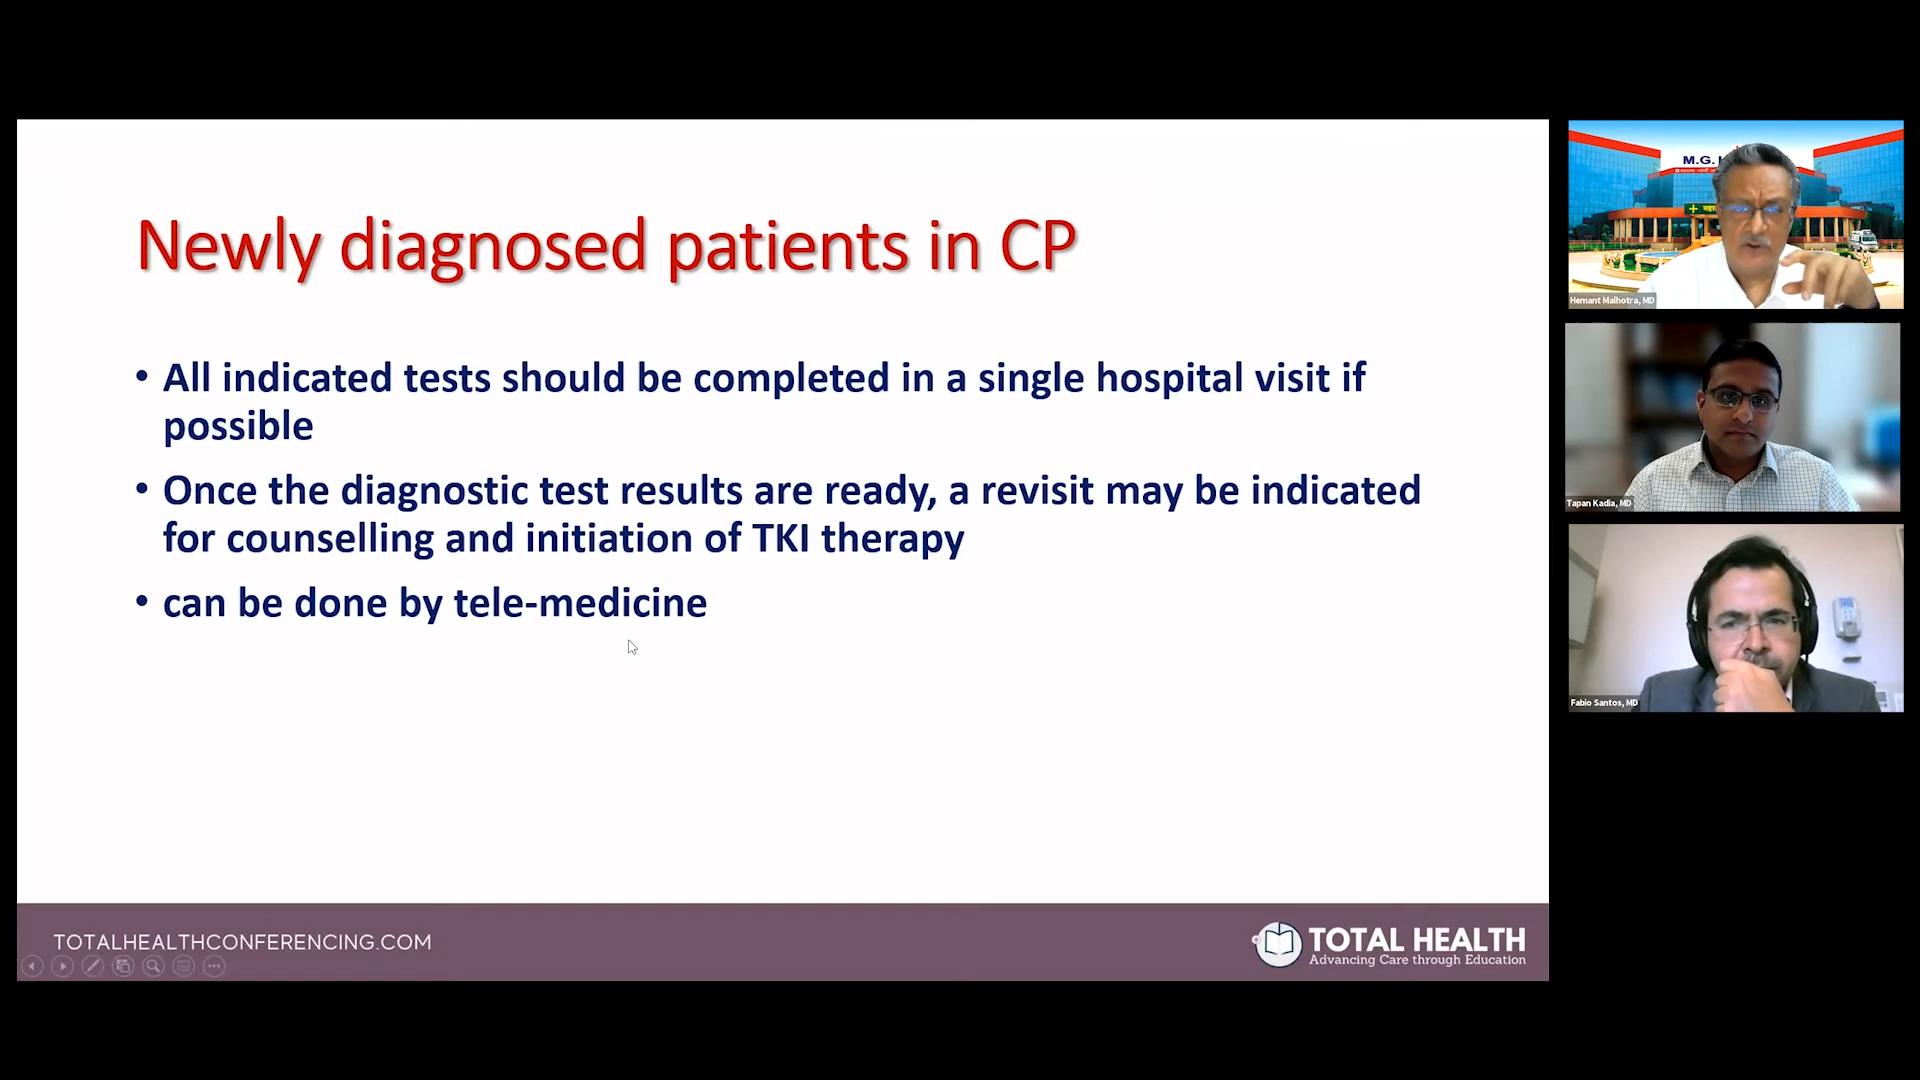 Newly diagnosed patients in CP
• All indicated tests should be completed in a single hospital visit if
possible
• Once the diagnostic test results are ready, a revisit may be indicated
for counselling and initiation of TKI therapy
• can be done by tele-medicine
TOTALHEALTHCONFERENCING.COM
TOTAL HEALTH
Advancing Care through Education
M.G.
Hemant Malhotra, MD
Tapan Kadia, MD
Fabio Santos, MD